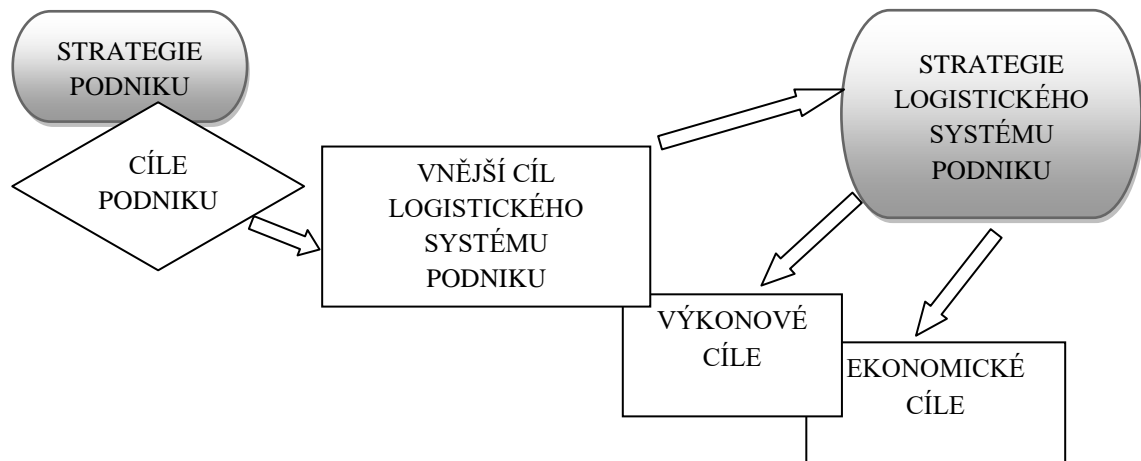 STRATEGIE
PODNIKU
CÍLE
PODNIKU
VNĚJŠÍ CÍL
LOGISTICKÉHO
SYSTÉMU
PODNIKU
STRATEGIE
LOGISTICKÉHO
SYSTÉMU
PODNIKU
VÝKONOVÉ
CÍLE
EKONOMICKÉ
CÍLE